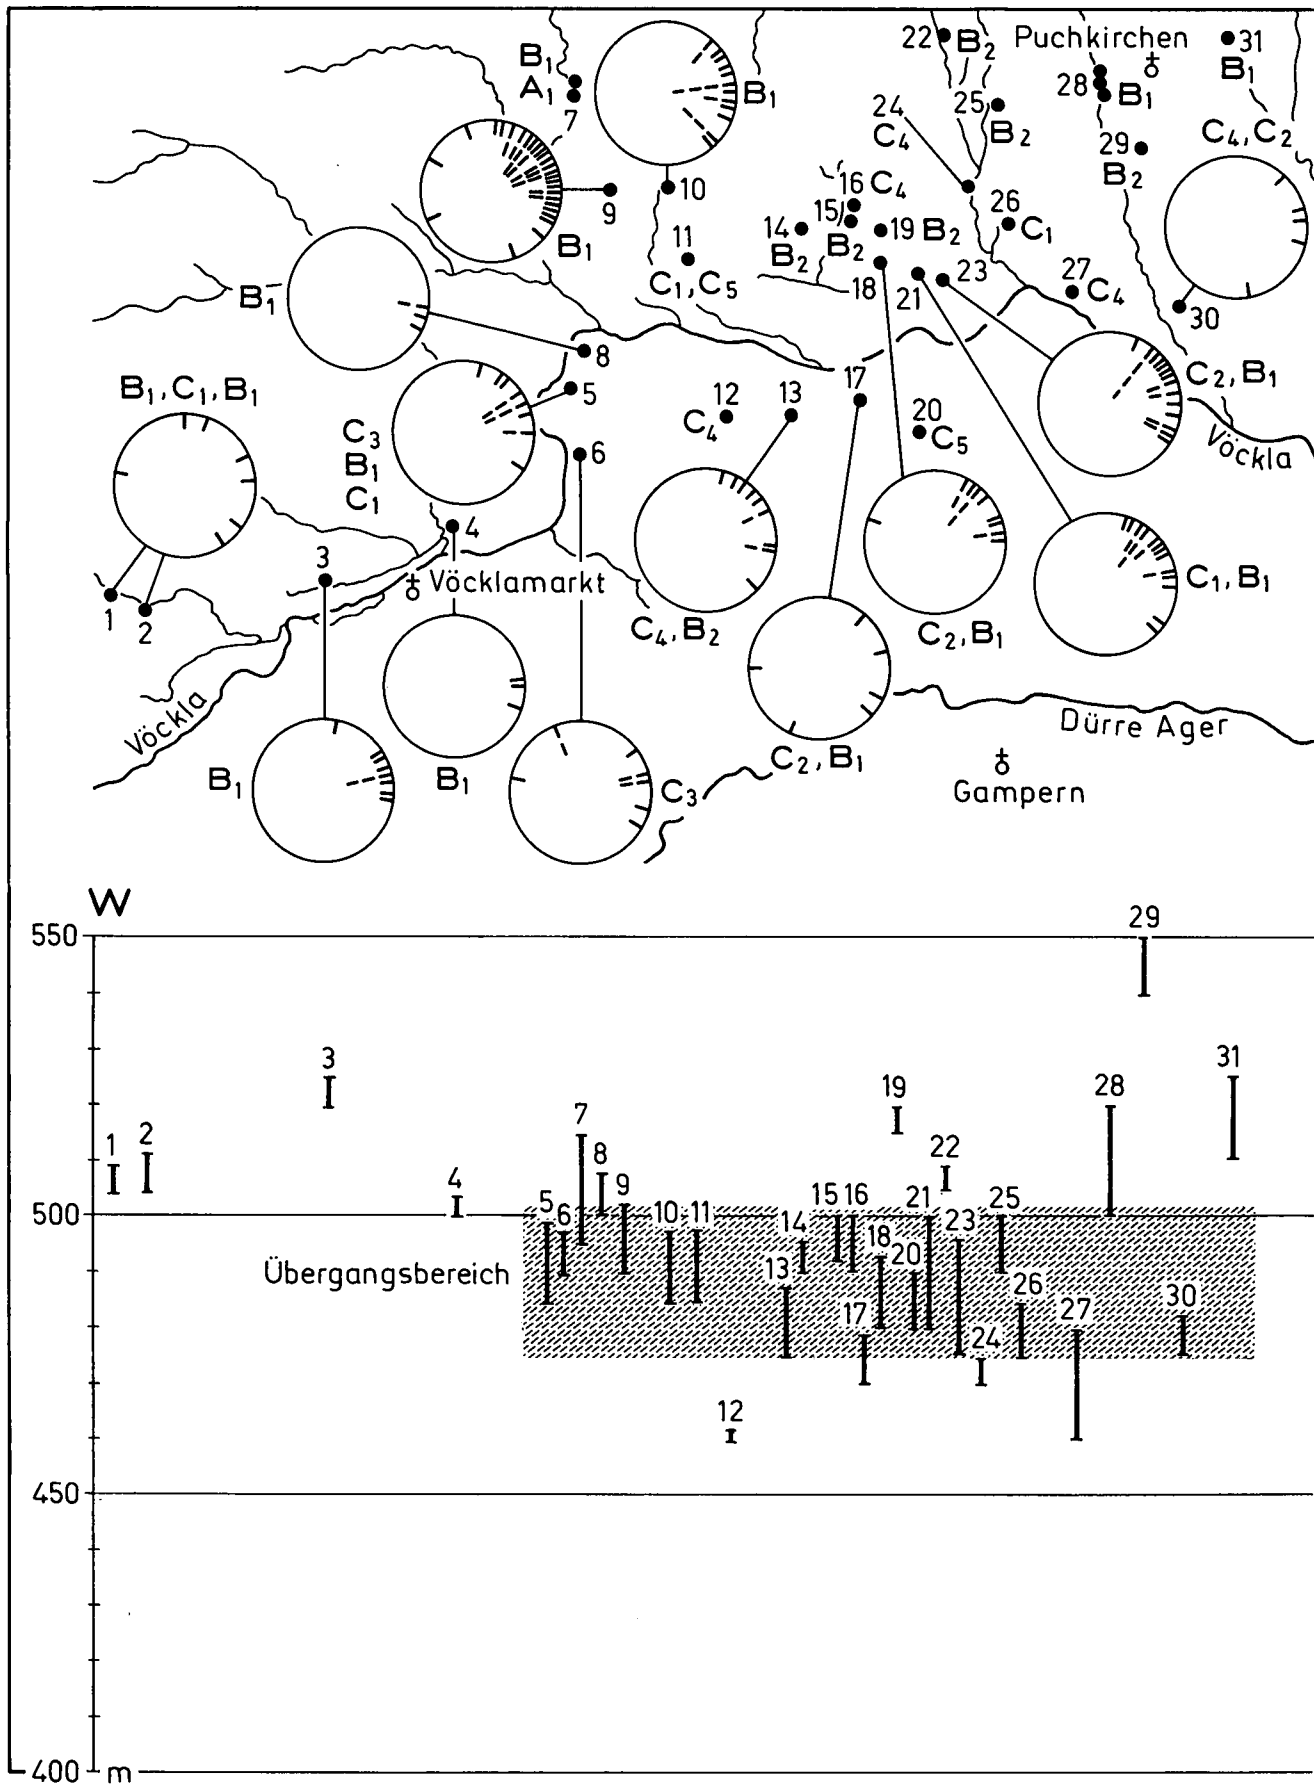 22 B₂ Puchkirchen 31
B₁
A₁
7
B₁
28 B₁
B₁
24
C₄
25
B₂
C₄, C₂
29
B₂
9
B₁
10
16 C₄
15
B₂
14
B₂
19 B₂
26
C₁
11
C₁, C₅
18
21
23
27 C₄
30
B₁
8
5
B₁, C₁, B₁
C₃
B₁
C₁
6
12
C₄
13
17
20
C₅
C₂, B₁
Vöckla
4
3
Vöcklamarkt
1
2
C₄, B₂
C₂, B₁
C₁, B₁
Vöckla
B₁
B₁
C₃
C₂, B₁
Dürre Ager
Gampern
W
550
29
3
31
28
19
7
1
2
8
22
4
9
5
6
10
11
14
15
16
21
25
500
18
23
20
Übergangsbereich
13
26
30
17
27
24
12
450
400 m